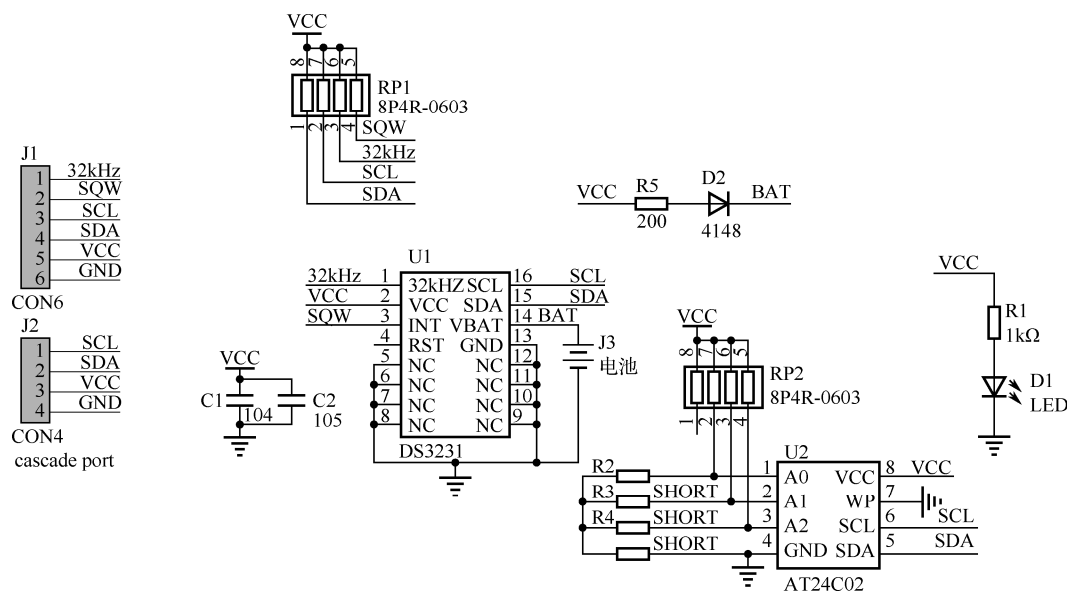 VCC
8 7 6 5
RP1
8P4R-0603
1 2 3 4
SQW
32kHz
SCL
SDA
J1
1 32kHz
2 SQW
3 SCL
4 SDA
5 VCC
6 GND
CON6
J2
1 SCL
2 SDA
3 VCC
4 GND
CON4
cascade port
VCC
C1
104
C2
105
VCC
R5
200
D2
4148
BAT
U1
32kHz 1 32kHZ SCL 16 SCL
VCC 2 VCC SDA 15 SDA
SQW 3 INT VBAT 14 BAT
4 RST GND 13
5 NC NC 12
6 NC NC 11
7 NC NC 10
8 NC NC 9
DS3231
J3
电池
VCC
8 7 6 5
RP2
8P4R-0603
1 2 3 4
VCC
R1
1kΩ
D1
LED
U2
R2
R3 SHORT
R4 SHORT
SHORT
1 A0 VCC 8 VCC
2 A1 WP 7
3 A2 SCL 6 SCL
4 GND SDA 5 SDA
AT24C02